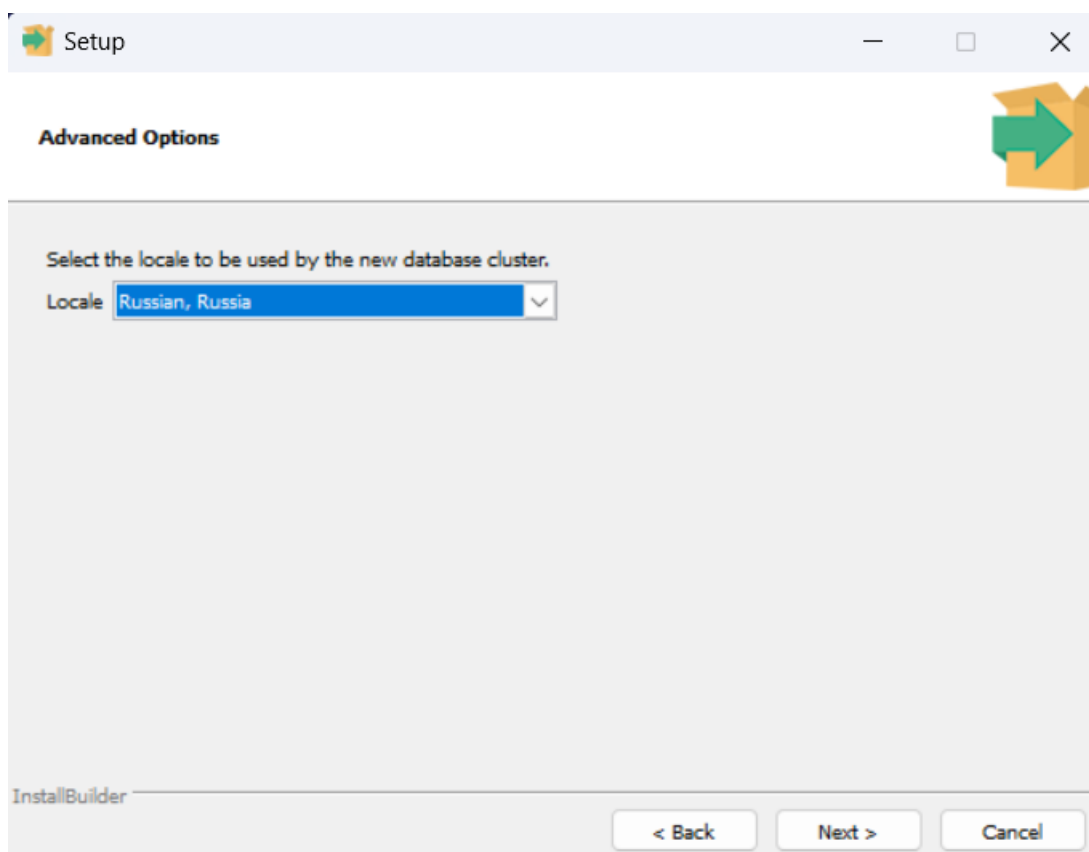 Setup
Advanced Options
Select the locale to be used by the new database cluster.
Locale Russian, Russia
InstallBuilder
< Back Next > Cancel